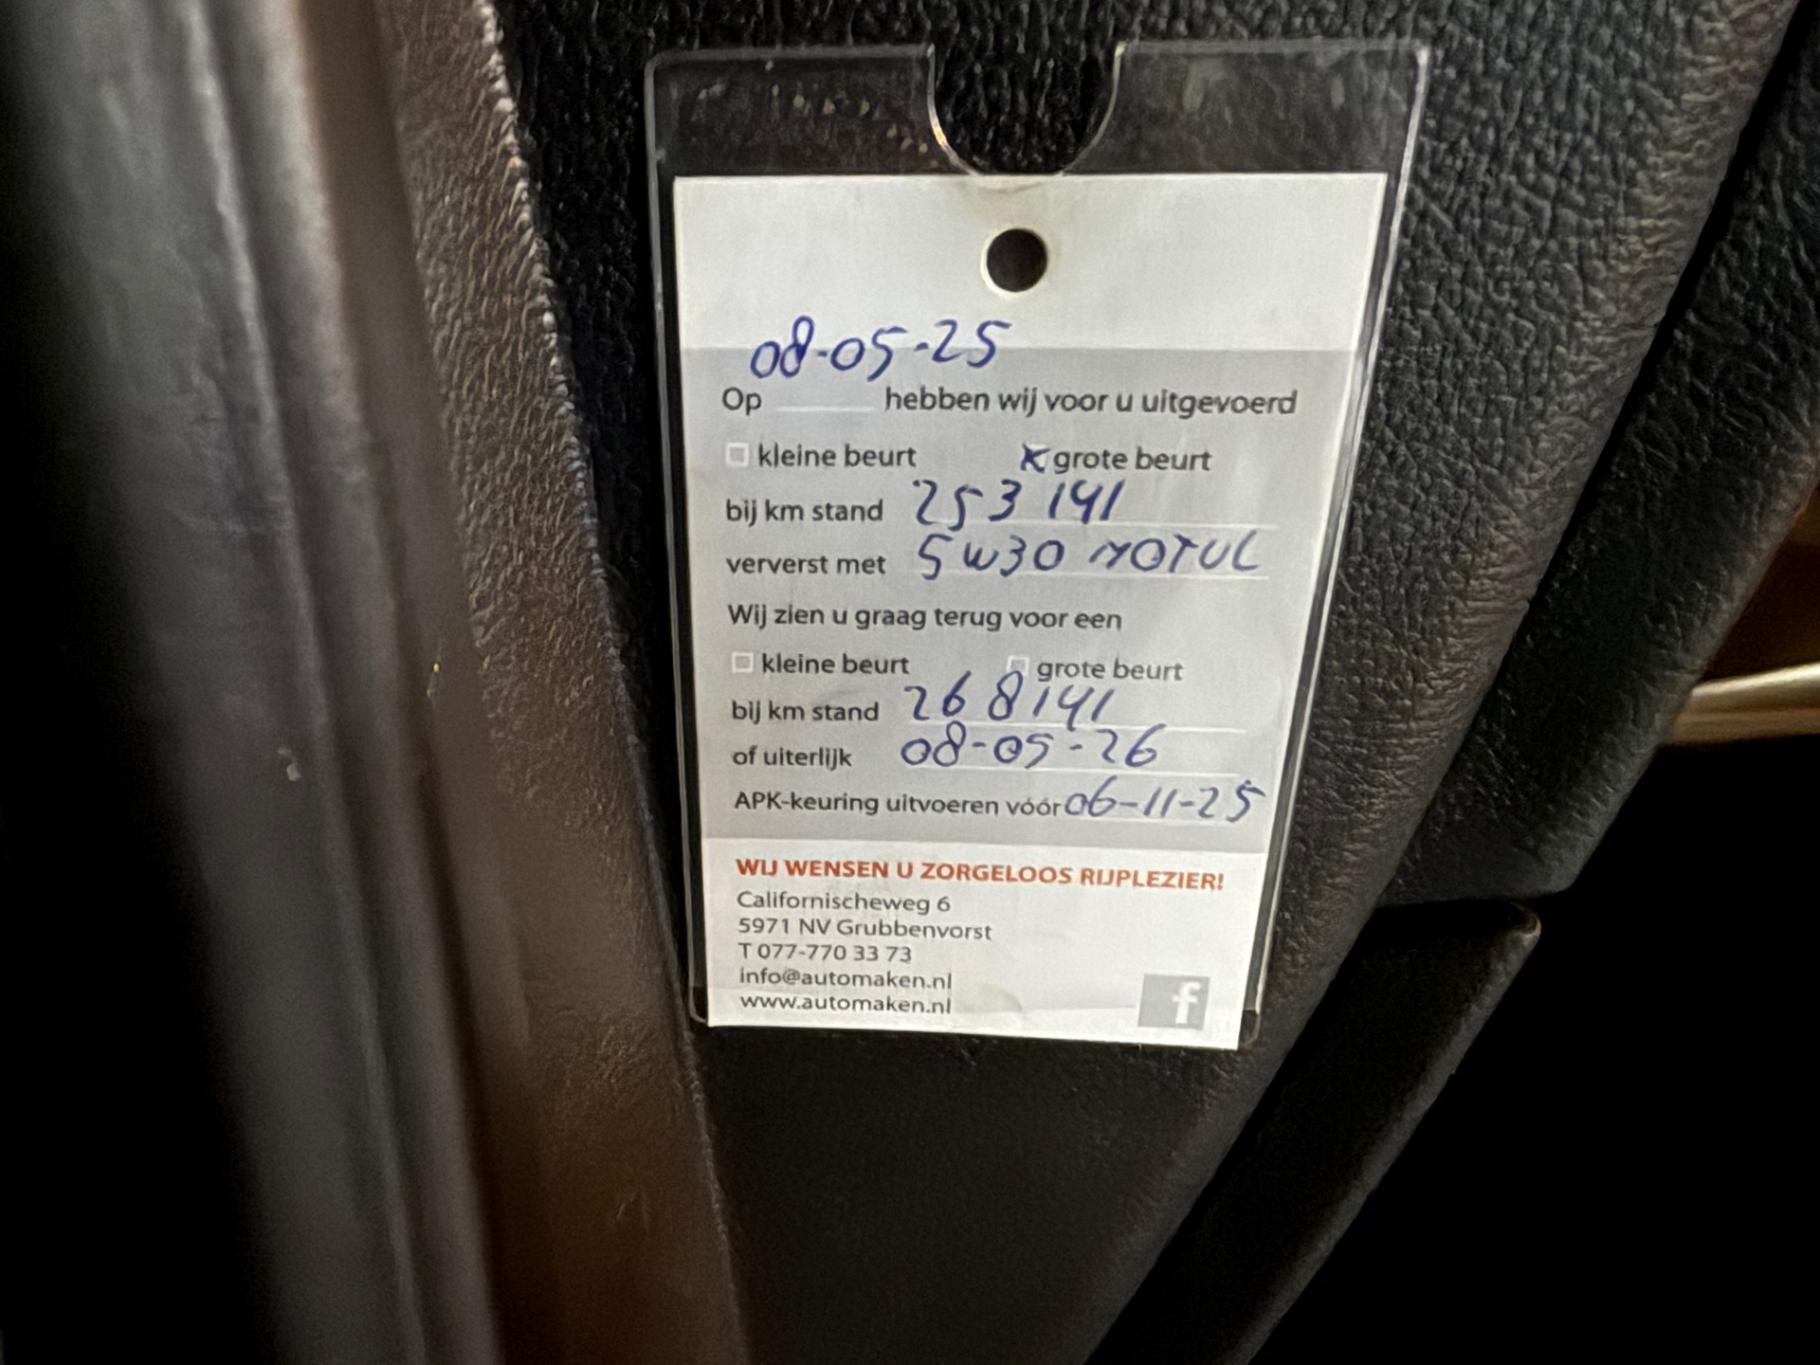 08-05-25
Op hebben wij voor u uitgevoerd
kleine beurt x grote beurt
bij km stand 253 141
ververst met 5W30 MOTUL
Wij zien u graag terug voor een
kleine beurt grote beurt
bij km stand 268141
of uiterlijk 08-05-26
APK-keuring uitvoeren vóór 06-11-25
WIJ WENSEN U ZORGELOOS RIJPLEZIER!
Californischeweg 6
5971 NV Grubbenvorst
T 077-770 33 73
info@automaken.nl
www.automaken.nl
f